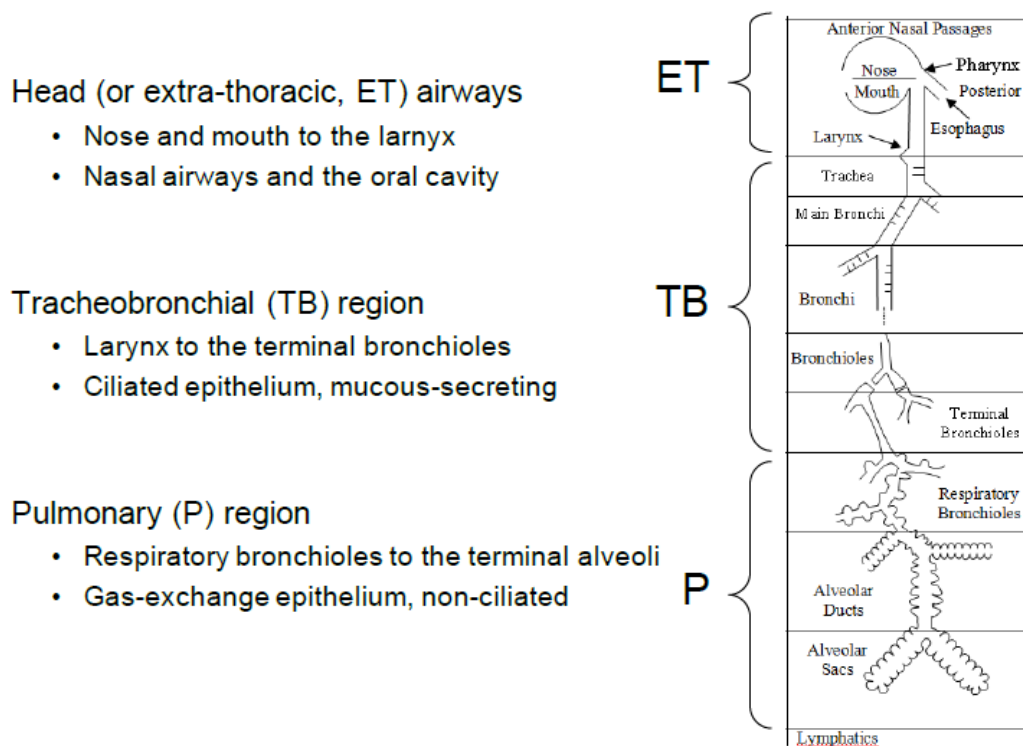 Head (or extra-thoracic, ET) airways
• Nose and mouth to the larnyx
• Nasal airways and the oral cavity
Tracheobronchial (TB) region
• Larynx to the terminal bronchioles
• Ciliated epithelium, mucous-secreting
Pulmonary (P) region
• Respiratory bronchioles to the terminal alveoli
• Gas-exchange epithelium, non-ciliated
ET
TB
P
Anterior Nasal Passages
Nose
Mouth
Pharynx
Posterior
Esophagus
Larynx
Trachea
Main Bronchi
Bronchi
Bronchioles
Terminal
Bronchioles
Respiratory
Bronchioles
Alveolar
Ducts
Alveolar
Sacs
Lymphatics